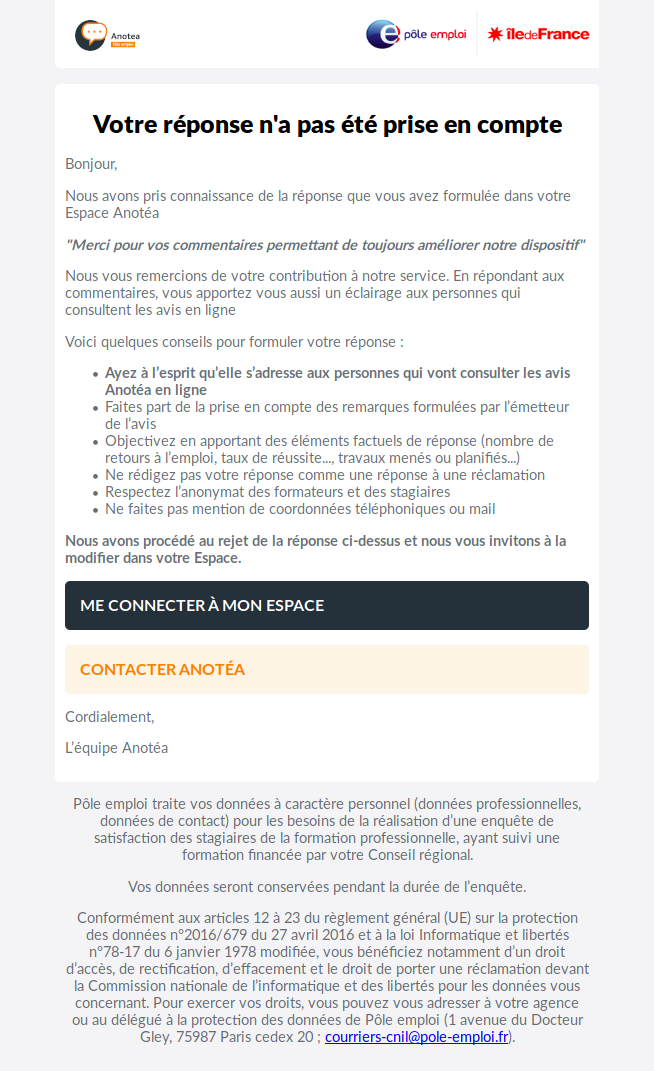 Anotea
Pôle emploi
pôle emploi
îledeFrance
Votre réponse n'a pas été prise en compte
Bonjour,
Nous avons pris connaissance de la réponse que vous avez formulée dans votre
Espace Anotéa
"Merci pour vos commentaires permettant de toujours améliorer notre dispositif"
Nous vous remercions de votre contribution à notre service. En répondant aux
commentaires, vous apportez vous aussi un éclairage aux personnes qui
consultent les avis en ligne
Voici quelques conseils pour formuler votre réponse :
• Ayez à l’esprit qu’elle s’adresse aux personnes qui vont consulter les avis
Anotéa en ligne
• Faites part de la prise en compte des remarques formulées par l’émetteur
de l’avis
• Objectivez en apportant des éléments factuels de réponse (nombre de
retours à l’emploi, taux de réussite..., travaux menés ou planifiés...)
• Ne rédigez pas votre réponse comme une réponse à une réclamation
• Respectez l’anonymat des formateurs et des stagiaires
• Ne faites pas mention de coordonnées téléphoniques ou mail
Nous avons procédé au rejet de la réponse ci-dessus et nous vous invitons à la
modifier dans votre Espace.
ME CONNECTER À MON ESPACE
CONTACTER ANOTÉA
Cordialement,
L’équipe Anotéa
Pôle emploi traite vos données à caractère personnel (données professionnelles,
données de contact) pour les besoins de la réalisation d’une enquête de
satisfaction des stagiaires de la formation professionnelle, ayant suivi une
formation financée par votre Conseil régional.
Vos données seront conservées pendant la durée de l’enquête.
Conformément aux articles 12 à 23 du règlement général (UE) sur la protection
des données n°2016/679 du 27 avril 2016 et à la loi Informatique et libertés
n°78-17 du 6 janvier 1978 modifiée, vous bénéficiez notamment d’un droit
d’accès, de rectification, d’effacement et le droit de porter une réclamation devant
la Commission nationale de l’informatique et des libertés pour les données vous
concernant. Pour exercer vos droits, vous pouvez vous adresser à votre agence
ou au délégué à la protection des données de Pôle emploi (1 avenue du Docteur
Gley, 75987 Paris cedex 20 ; courriers-cnil@pole-emploi.fr).